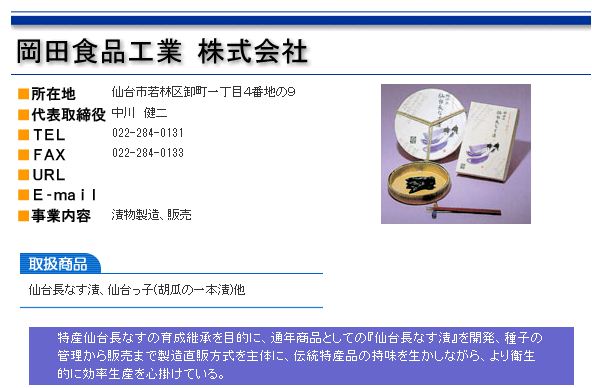 岡田食品工業 株式会社
■所在地 仙台市若林区卸町一丁目4番地の9
■代表取締役 中川 健二
■TEL 022-284-0131
■FAX 022-284-0133
■URL
■E-mail
■事業内容 漬物製造、販売
仙台長なす漬
取扱商品
仙台長なす漬、仙台っ子(胡瓜の一本漬)他
特産仙台長なすの育成継承を目的に、通年商品としての『仙台長なす漬』を開発、種子の
管理から販売まで製造直販方式を主体に、伝統特産品の持味を生かしながら、より衛生
的に効率生産を心掛けている。